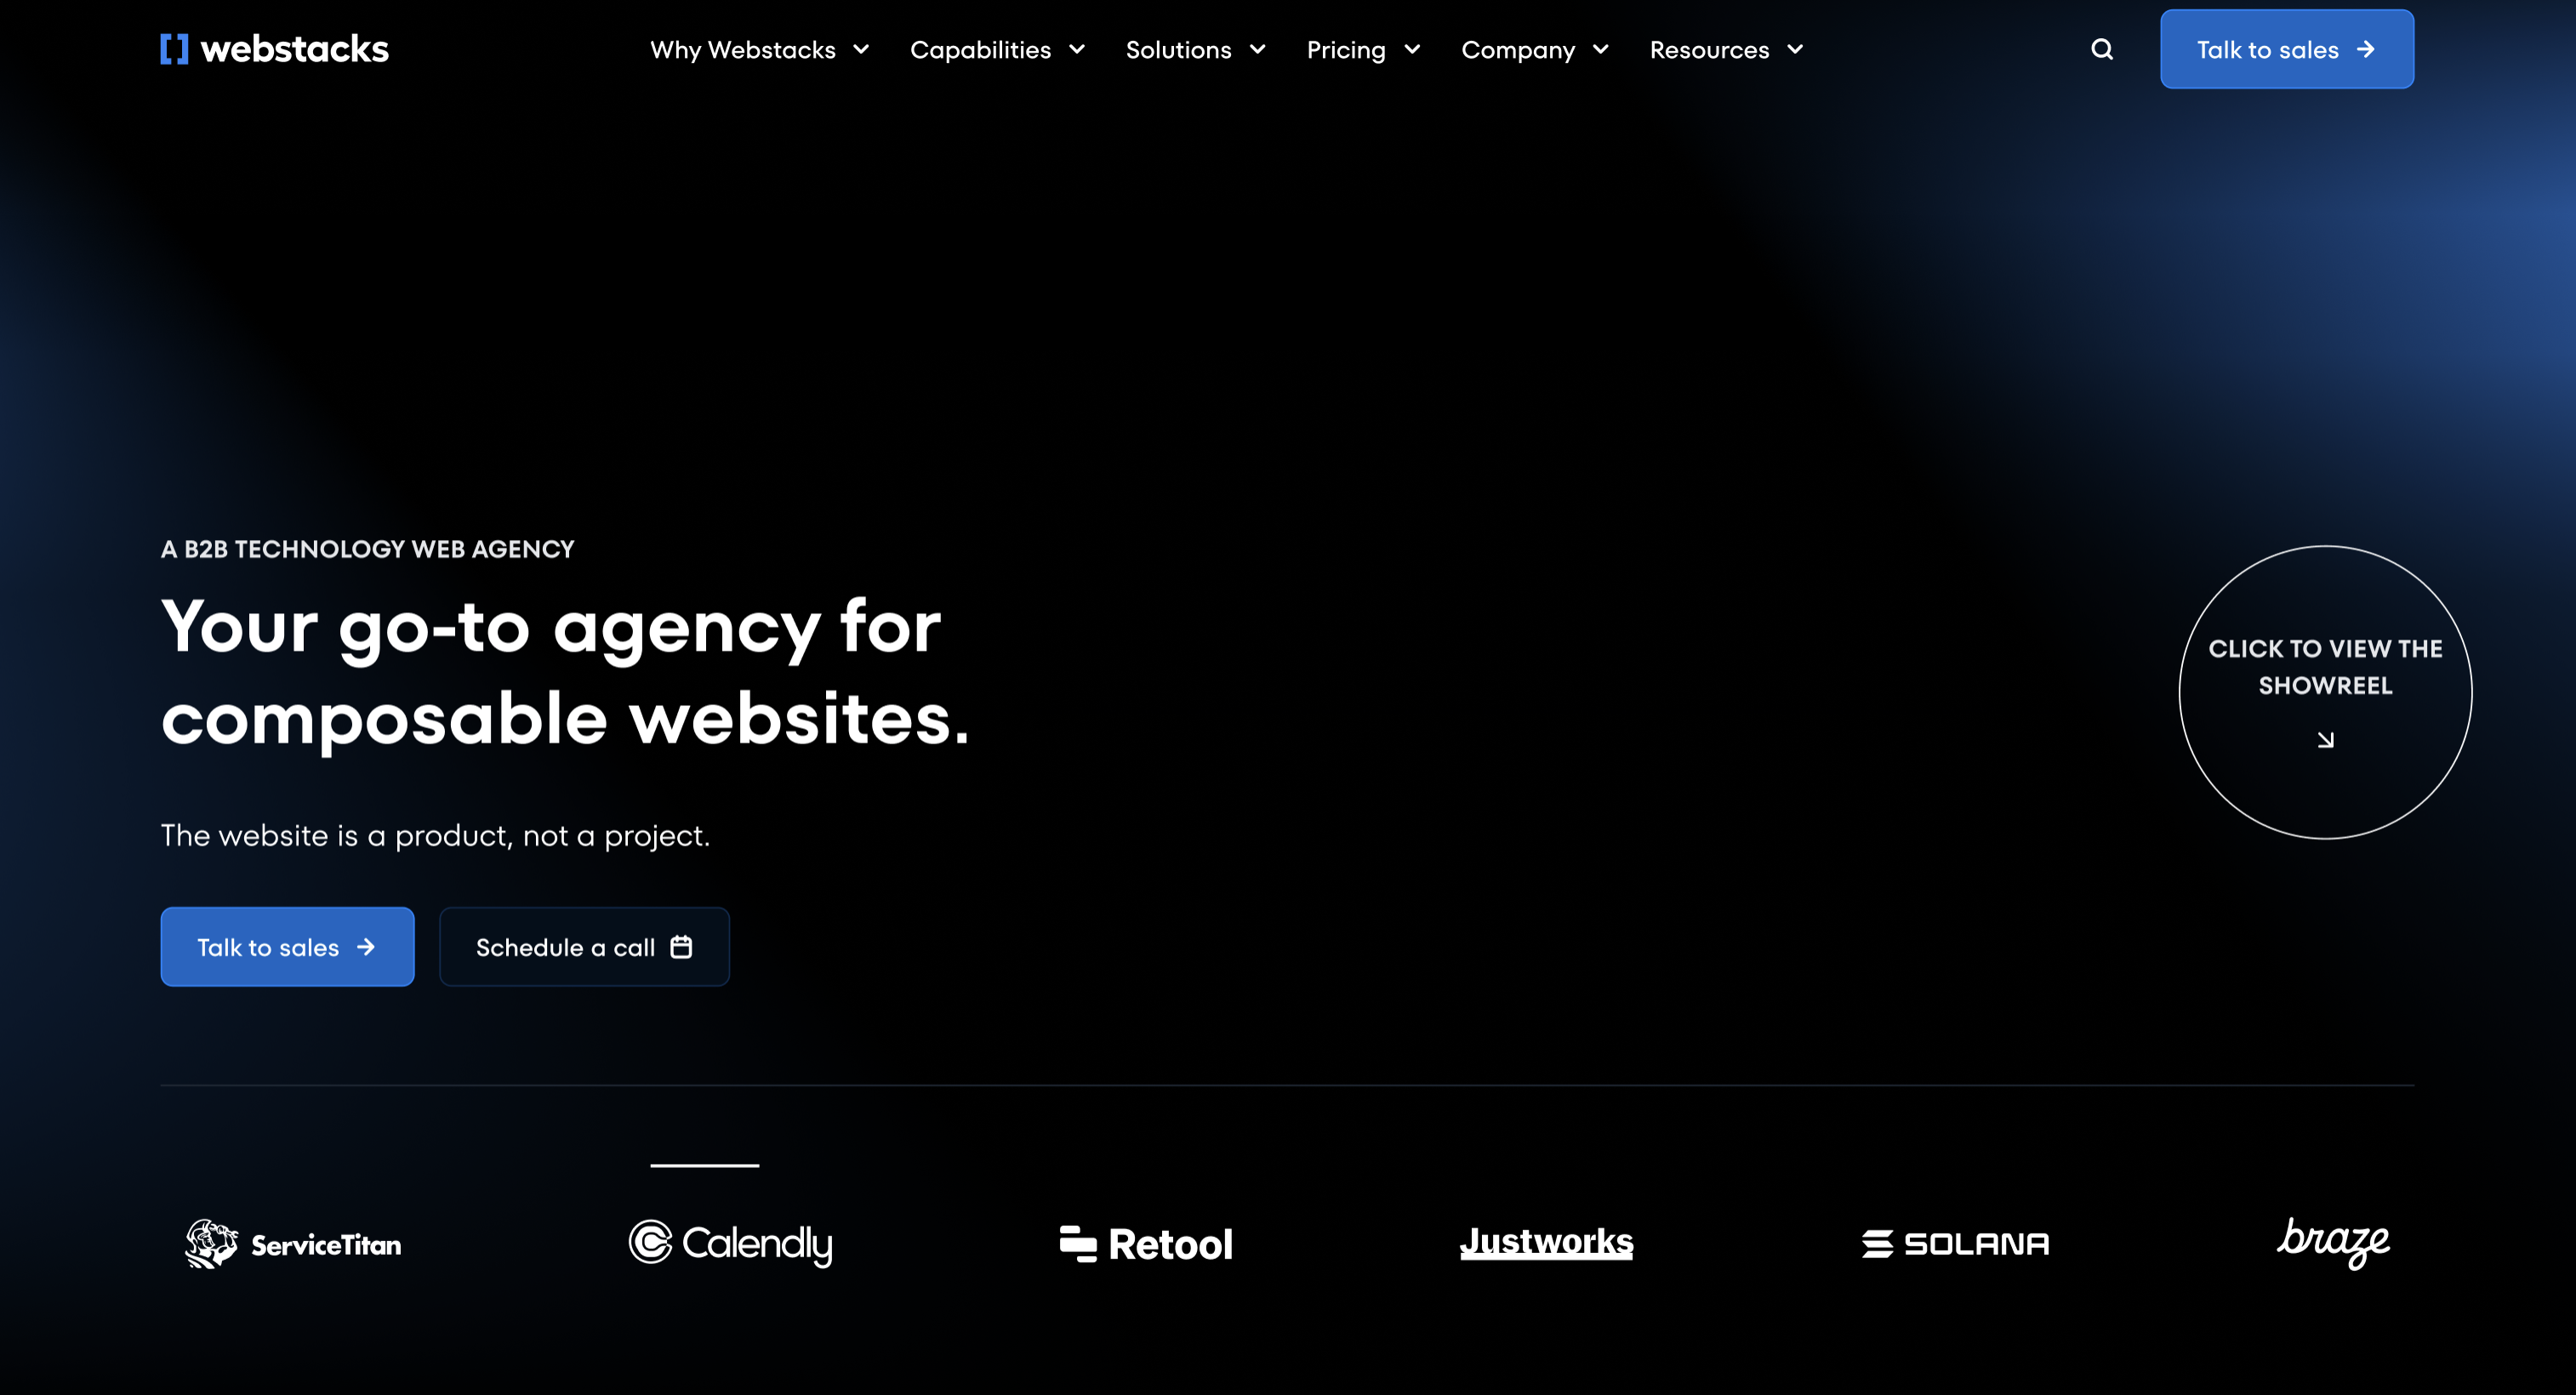 webstacks
Why Webstacks
Capabilities
Solutions
Pricing
Company
Resources
Talk to sales
A B2B TECHNOLOGY WEB AGENCY
Your go-to agency for
composable websites.
CLICK TO VIEW THE
SHOWREEL
The website is a product, not a project.
Talk to sales
Schedule a call
ServiceTitan
Calendly
Retool
Justworks
SOLANA
braze